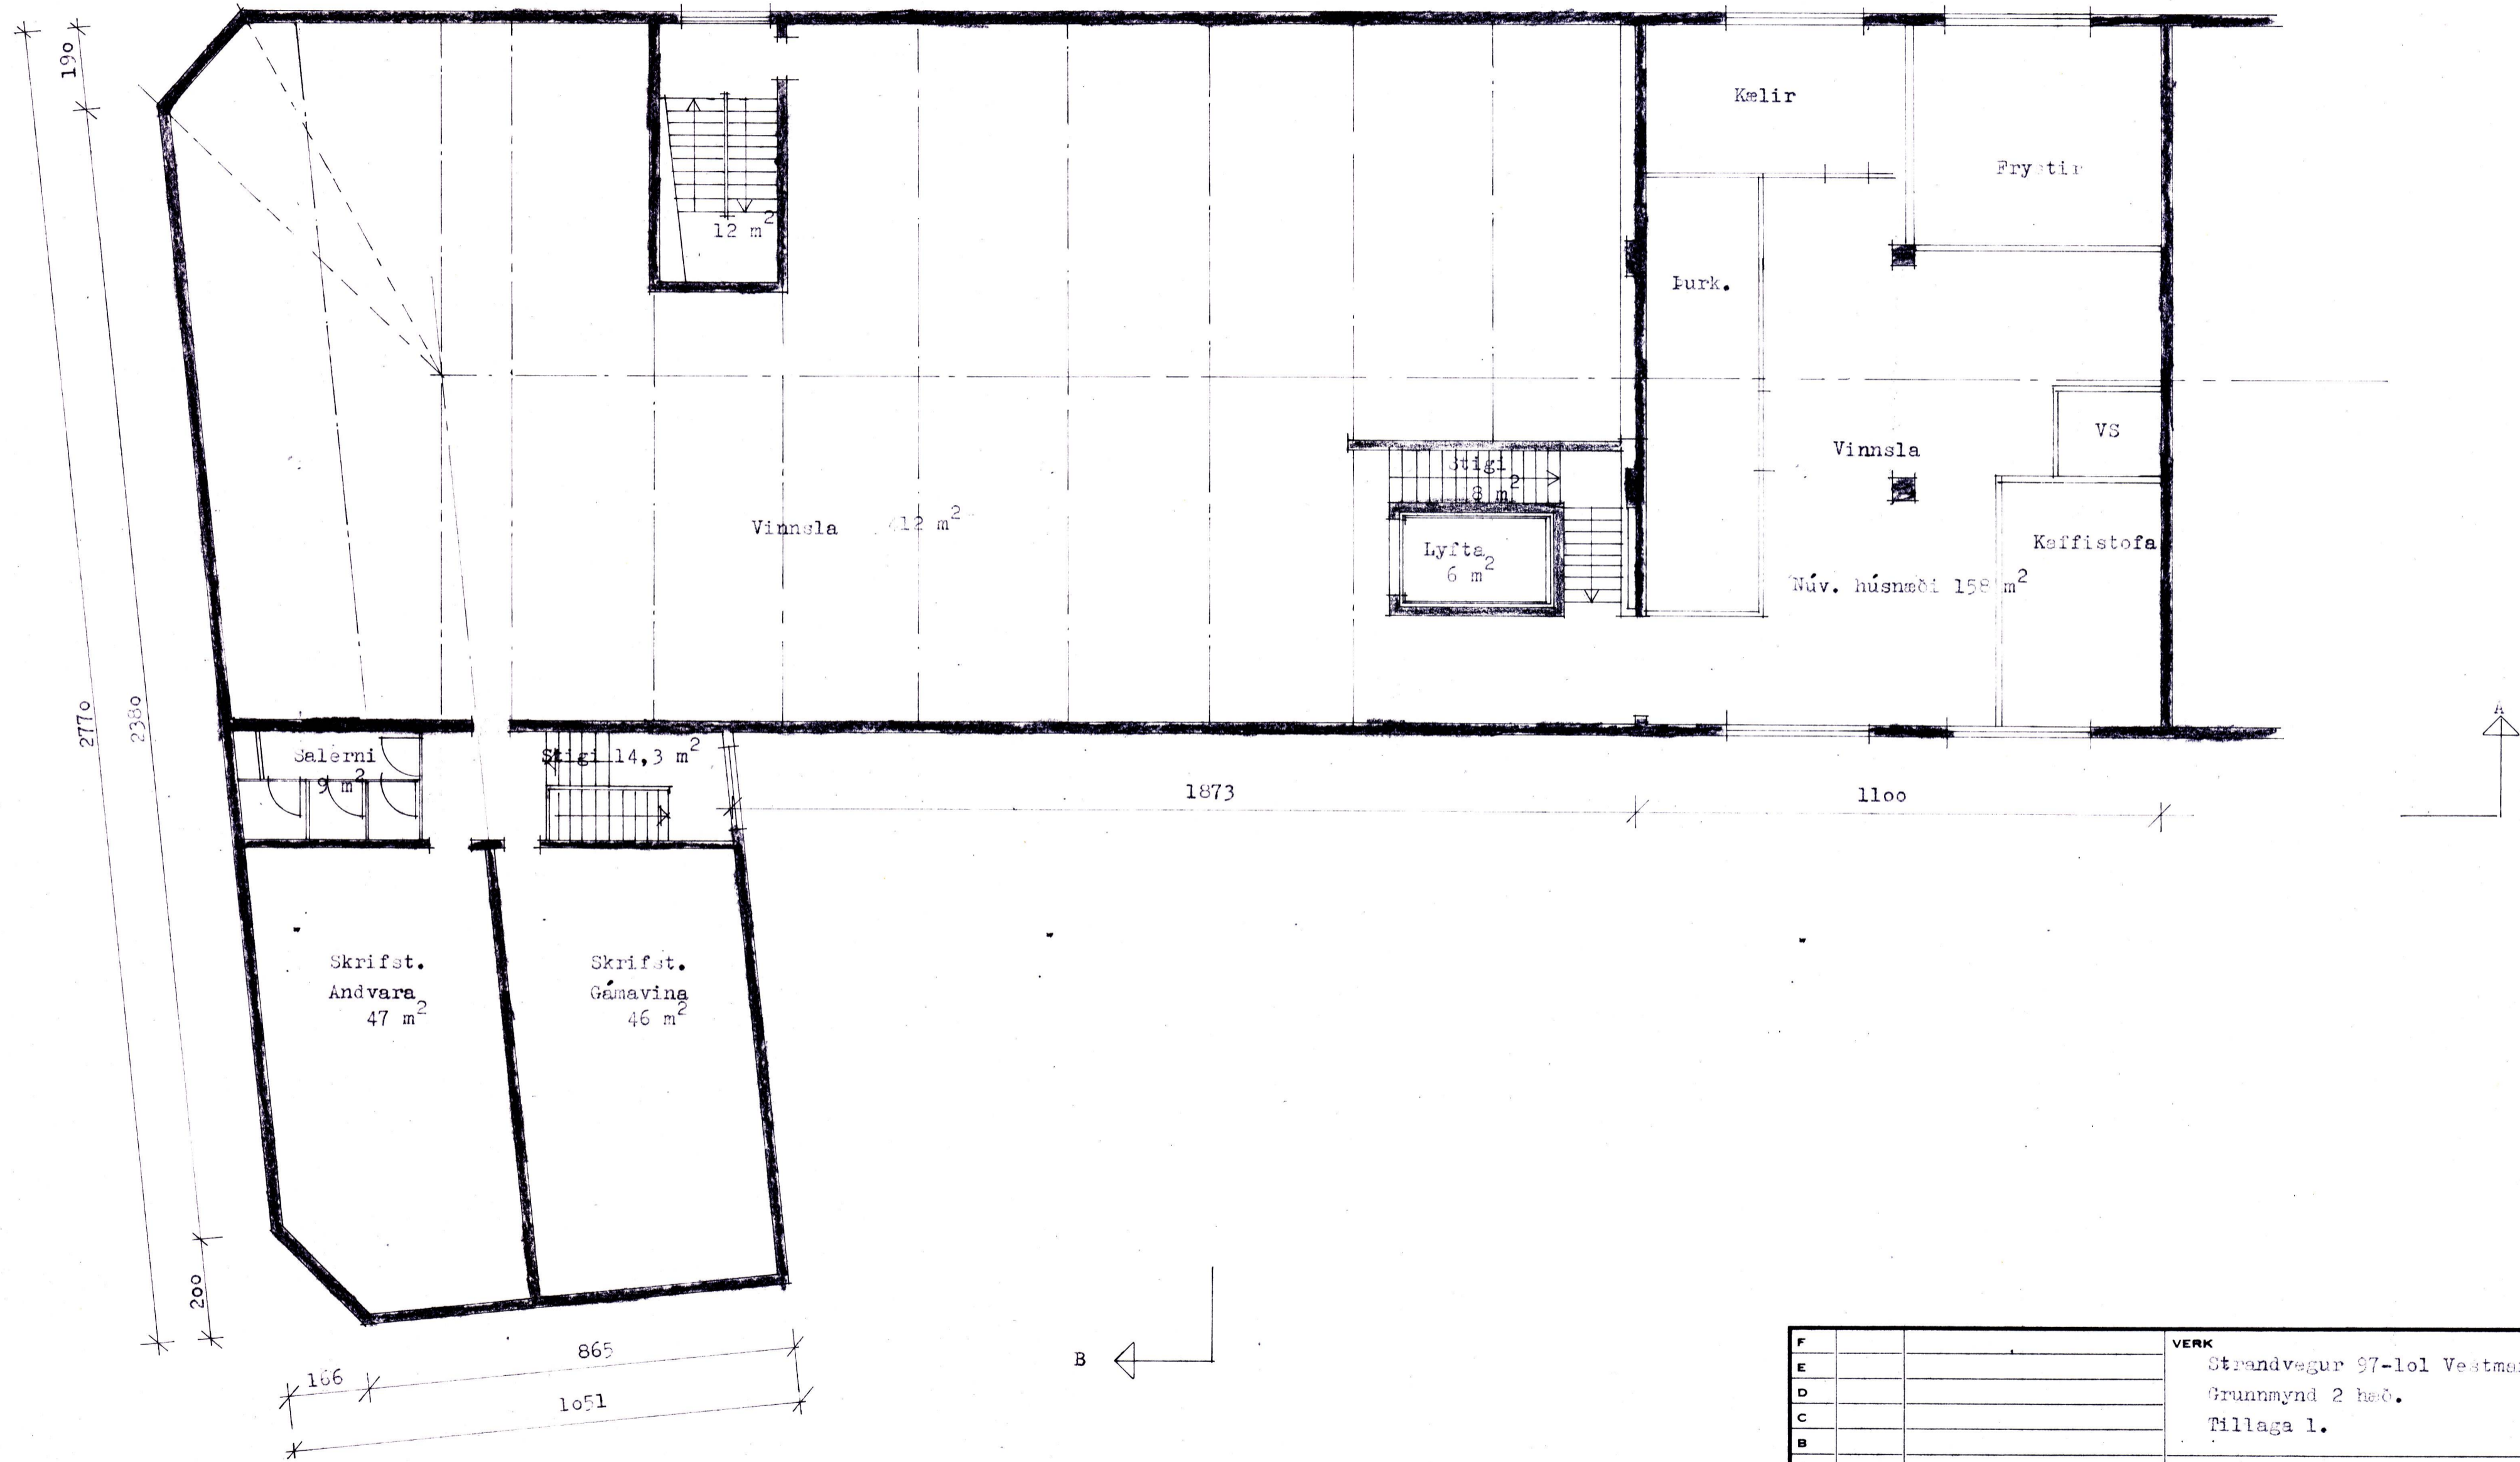 190
2770
2380
200
Kælir
Frystir
12 m²
Þurk.
VS
Vinnsla
Stigi
8 m²
Vinnsla 412 m²
Lyfta
6 m²
Kaffistofa
Núv. húsnæði 158 m²
Salerni
9 m²
Stigi 14,3 m²
1873
1100
A
Skrifst.
Andvara
47 m²
Skrifst.
Gámavina
46 m²
865
166
1051
B
F
E
D
C
B
VERK
Strandvegur 97-101
Grunnmynd 2 hæð.
Tillaga 1.